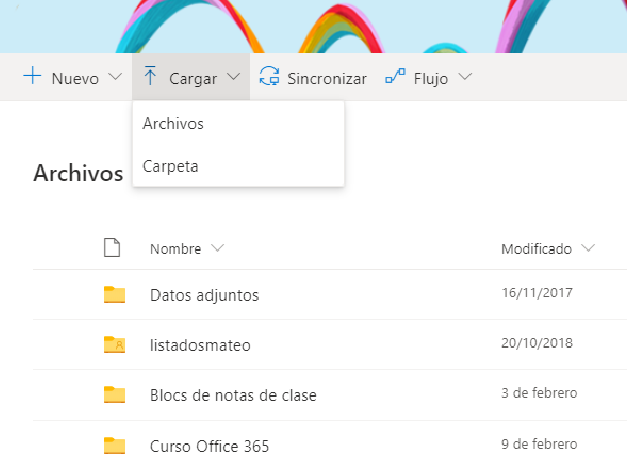 Nuevo Cargar Sincronizar Flujo
Archivos
Carpeta
Archivos
Nombre Modificado
Datos adjuntos 16/11/2017
listadosmateo 20/10/2018
Blocs de notas de clase 3 de febrero
Curso Office 365 9 de febrero